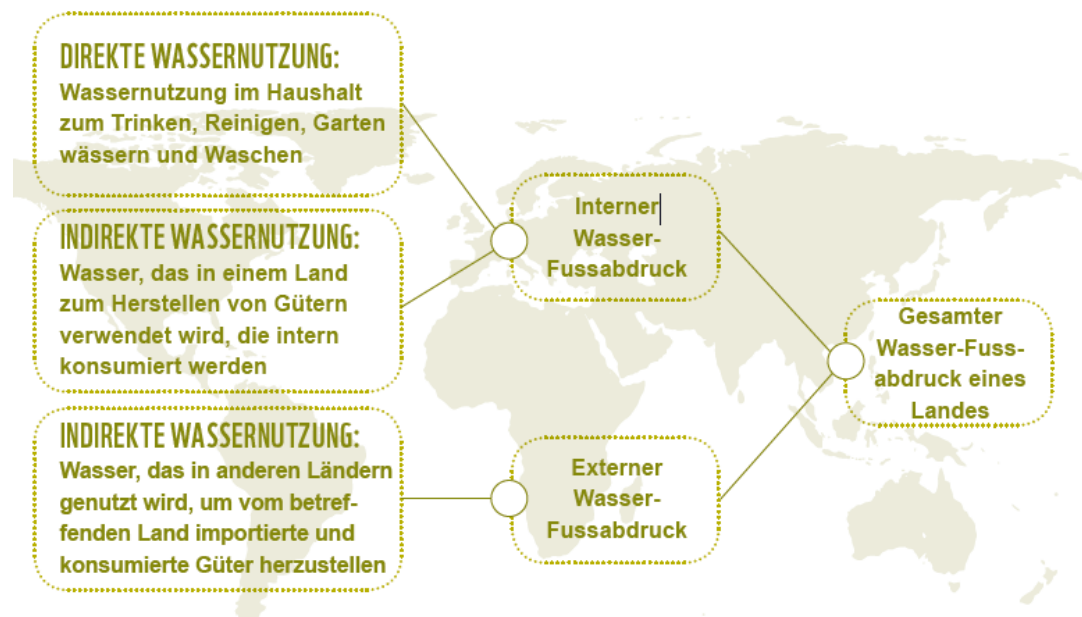 DIREKTE WASSERNUTZUNG:
Wassernutzung im Haushalt
zum Trinken, Reinigen, Garten
wässern und Waschen
INDIREKTE WASSERNUTZUNG:
Wasser, das in einem Land
zum Herstellen von Gütern
verwendet wird, die intern
konsumiert werden
INDIREKTE WASSERNUTZUNG:
Wasser, das in anderen Ländern
genutzt wird, um vom betref-
fenden Land importierte und
konsumierte Güter herzustellen
Interner
Wasser-
Fussabdruck
Externer
Wasser-
Fussabdruck
Gesamter
Wasser-Fuss-
abdruck eines
Landes